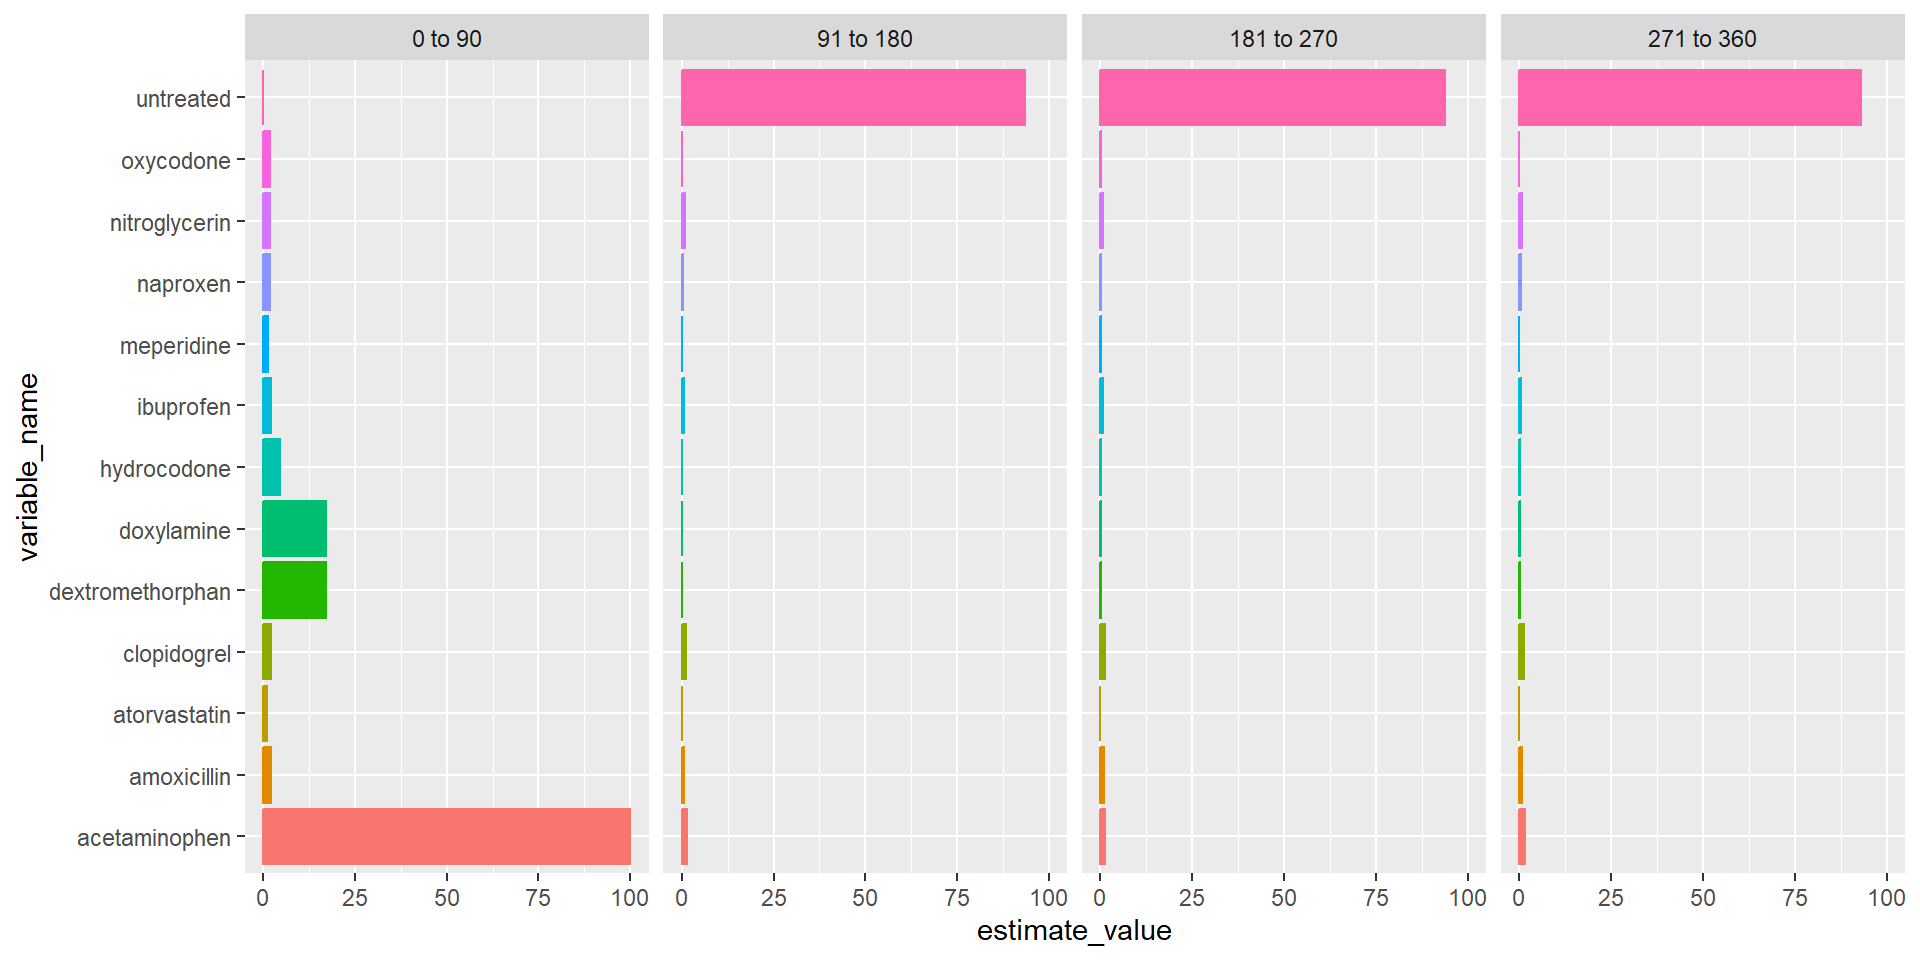 0 to 90 91 to 180 181 to 270 271 to 360
untreated
oxycodone
nitroglycerin
naproxen
meperidine
ibuprofen
hydrocodone
doxylamine
dextromethorphan
clopidogrel
atorvastatin
amoxicillin
acetaminophen
variable_name
0 25 50 75 100 0 25 50 75 100 0 25 50 75 100 0 25 50 75 100
estimate_value